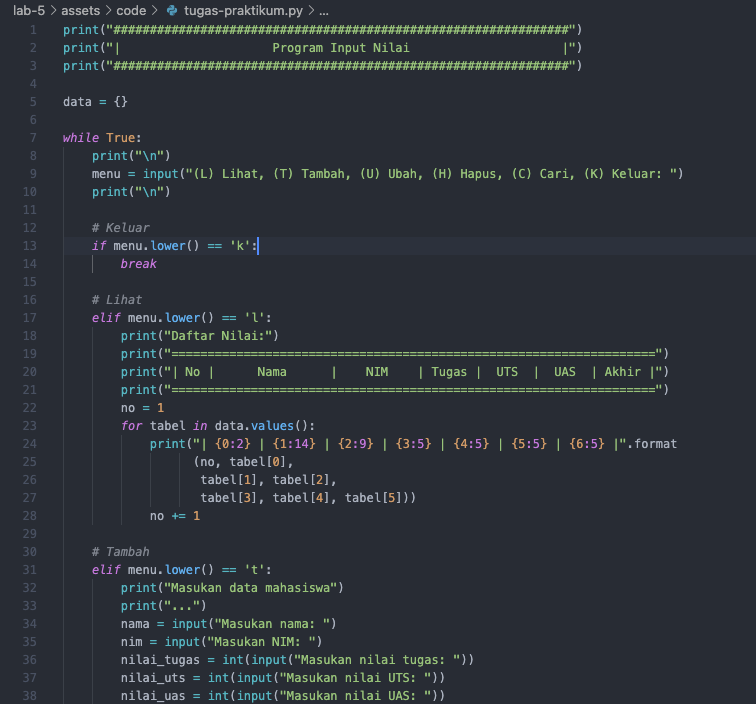 lab-5 > assets > code > tugas-praktikum.py > ...
1 print("###############################################################")
2 print("|                     Program Input Nilai                     |")
3 print("###############################################################")
4
5 data = {}
6
7 while True:
8     print("\n")
9     menu = input("(L) Lihat, (T) Tambah, (U) Ubah, (H) Hapus, (C) Cari, (K) Keluar: ")
10     print("\n")
11
12     # Keluar
13     if menu.lower() == 'k':
14         break
15
16     # Lihat
17     elif menu.lower() == 'l':
18         print("Daftar Nilai:")
19         print("===================================================================")
20         print("| No |      Nama      |    NIM    | Tugas |  UTS  |  UAS  | Akhir |")
21         print("===================================================================")
22         no = 1
23         for tabel in data.values():
24             print("| {0:2} | {1:14} | {2:9} | {3:5} | {4:5} | {5:5} | {6:5} |".format
25                   (no, tabel[0],
26                    tabel[1], tabel[2],
27                    tabel[3], tabel[4], tabel[5]))
28             no += 1
29
30     # Tambah
31     elif menu.lower() == 't':
32         print("Masukan data mahasiswa")
33         print("...")
34         nama = input("Masukan nama: ")
35         nim = input("Masukan NIM: ")
36         nilai_tugas = int(input("Masukan nilai tugas: "))
37         nilai_uts = int(input("Masukan nilai UTS: "))
38         nilai_uas = int(input("Masukan nilai UAS: "))